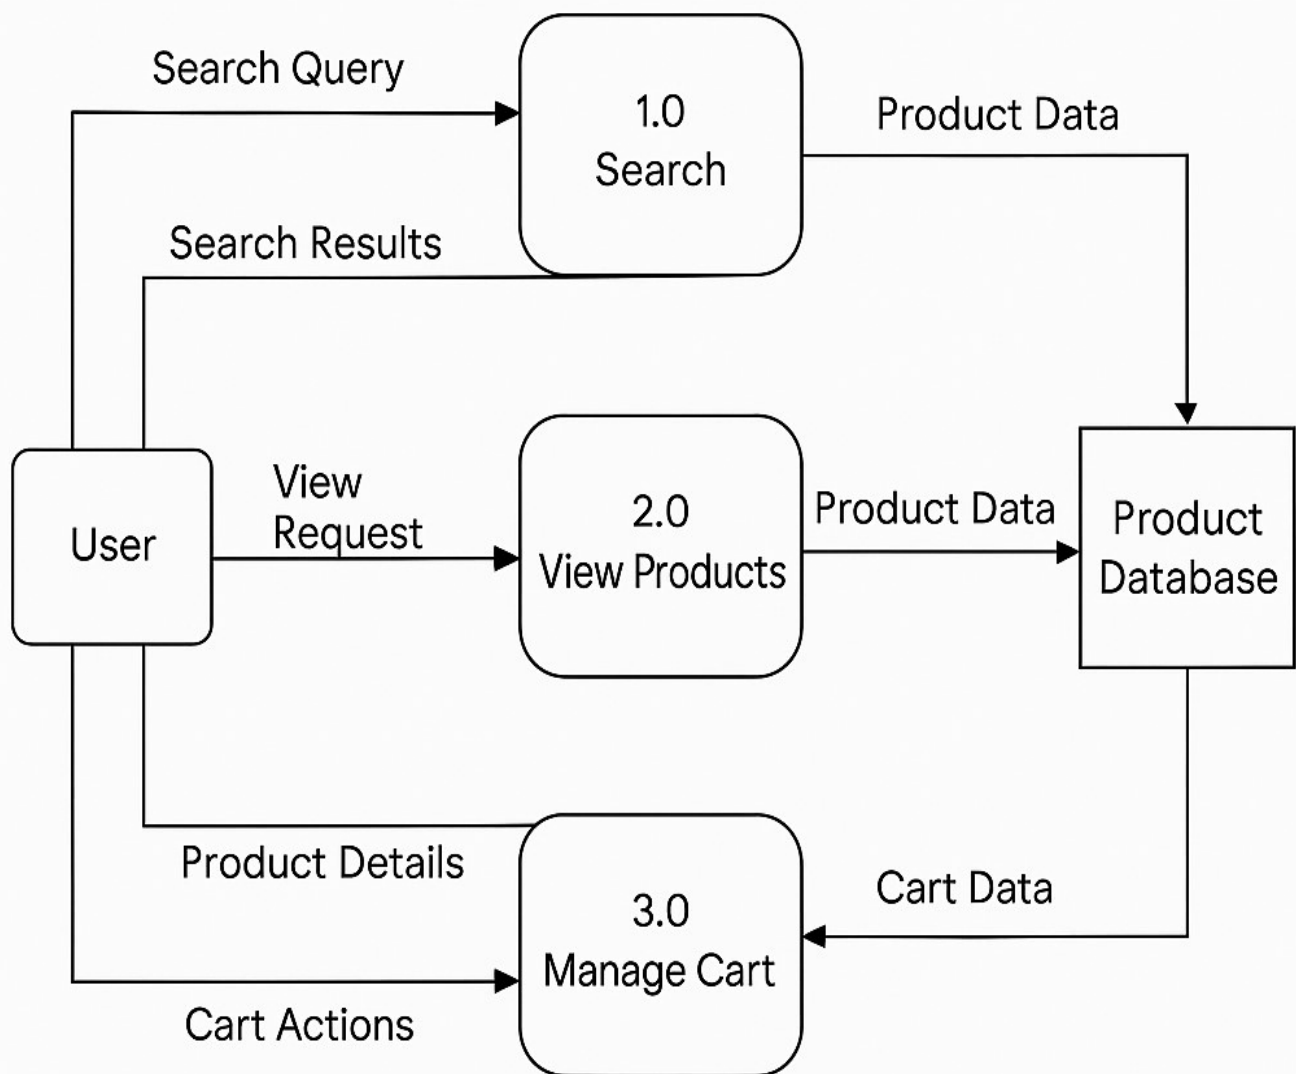 Search Query
1.0
Search
Product Data
Search Results
User
View
Request
2.0
View Products
Product Data
Product
Database
Product Details
3.0
Manage Cart
Cart Data
Cart Actions